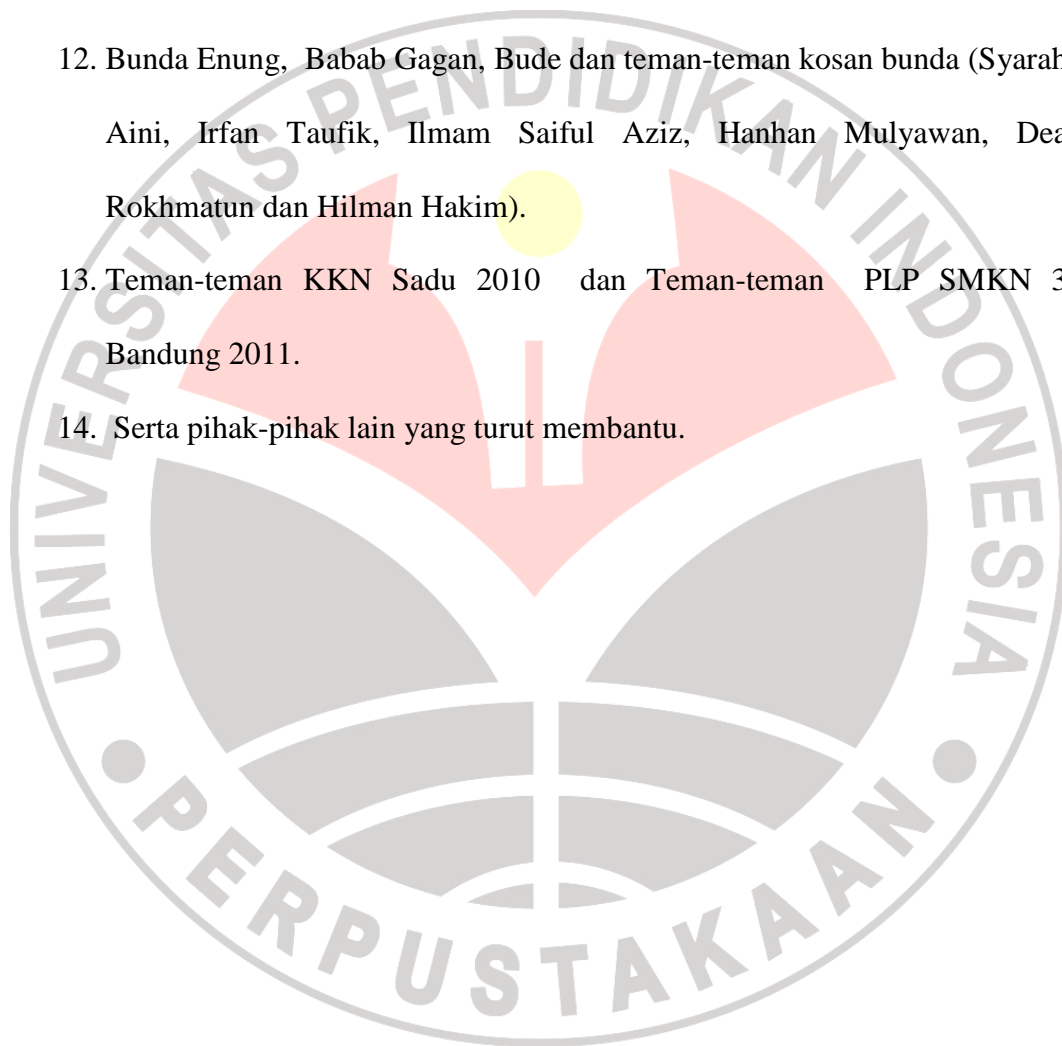 12. Bunda Enung, Babab Gagan, Bude dan teman-teman kosan bunda (Syarah
Aini, Irfan Taufik, Ilmam Saiful Aziz, Hanhan Mulyawan, Dea
Rokhmatun dan Hilman Hakim).
13. Teman-teman KKN Sadu 2010 dan Teman-teman PLP SMKN 3
Bandung 2011.
14. Serta pihak-pihak lain yang turut membantu.
UNIVERSITAS PENDIDIKAN INDONESIA
PERPUSTAKAAN